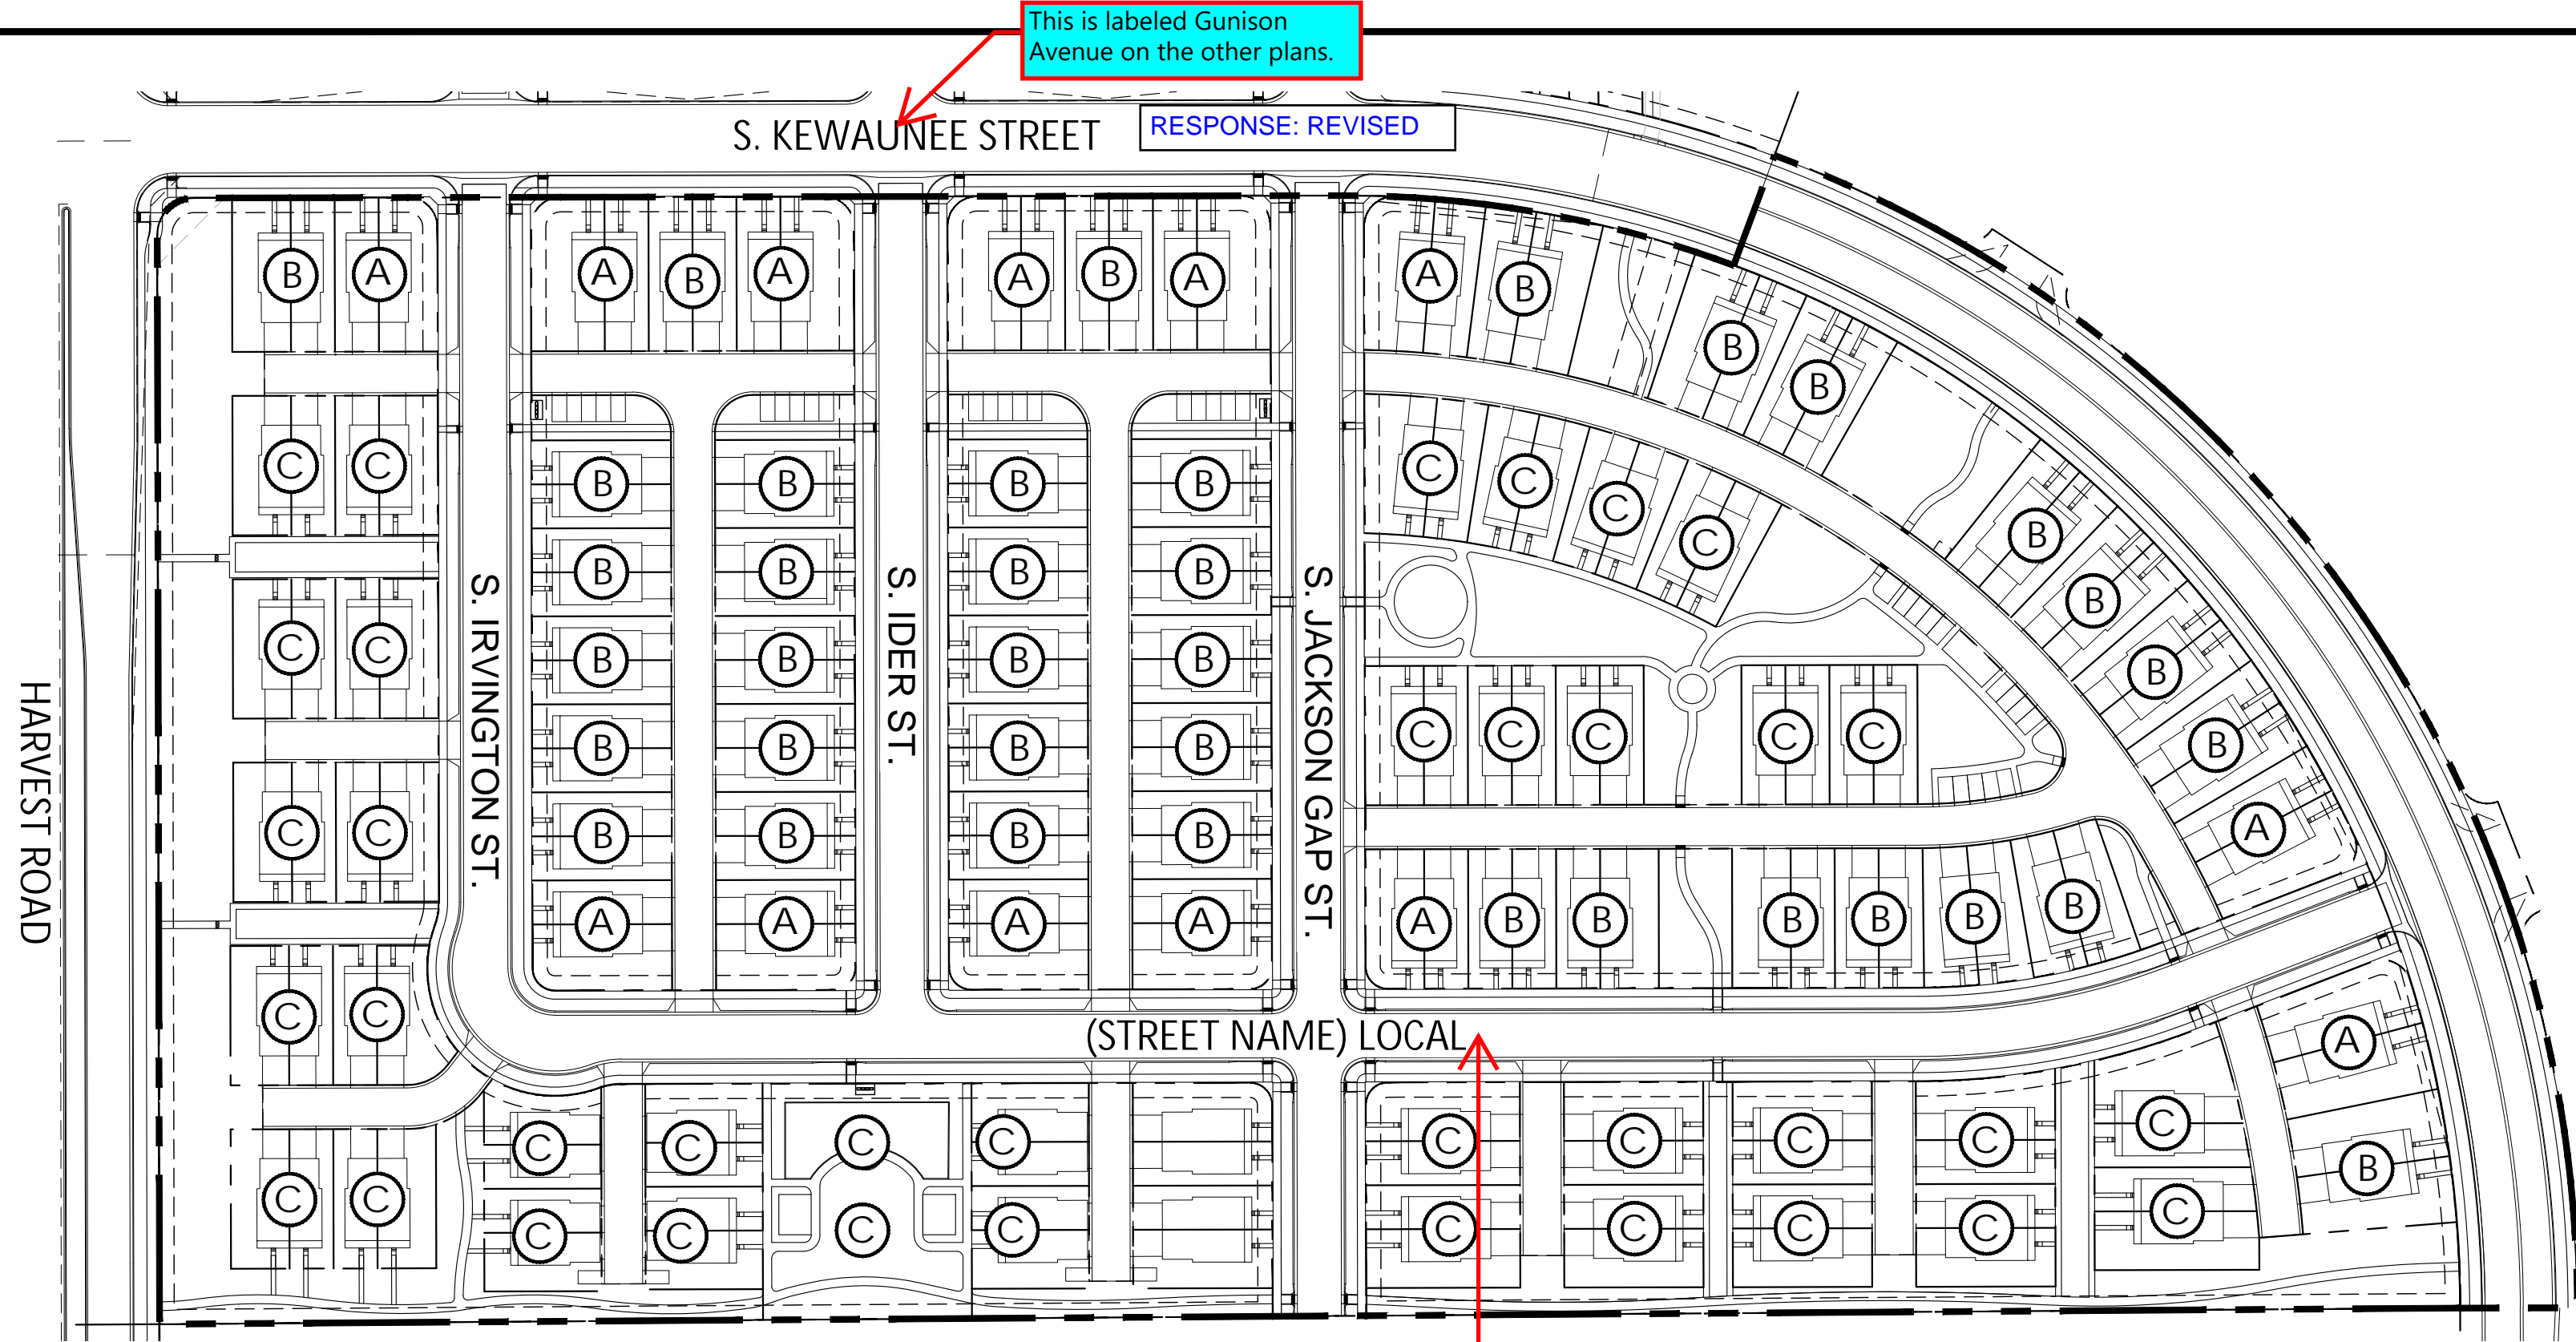 This is labeled Gunison
Avenue on the other plans.
S. KEWAUNEE STREET
RESPONSE: REVISED
B A A B A A B A A B B B
C C C C C C
B B B B B
B B B B B
C C B B B B B
C C C C C B B B B B
C C B B B B A
A A A A A B B B B B B
HARVEST ROAD
S. IRVINGTON ST.
S. IDER ST.
S. JACKSON GAP ST.
(STREET NAME) LOCAL
C C A
C C C C C C C C C B
C C C C C C C C C C C